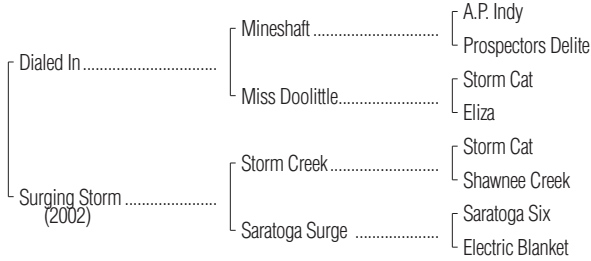 A.P. Indy
Mineshaft ..............................
Prospectors Delite
Dialed In................................
Storm Cat
Miss Doolittle........................
Eliza
Storm Cat
Storm Creek..........................
Shawnee Creek
Surging Storm ......................
(2002)
Saratoga Six
Saratoga Surge ....................
Electric Blanket